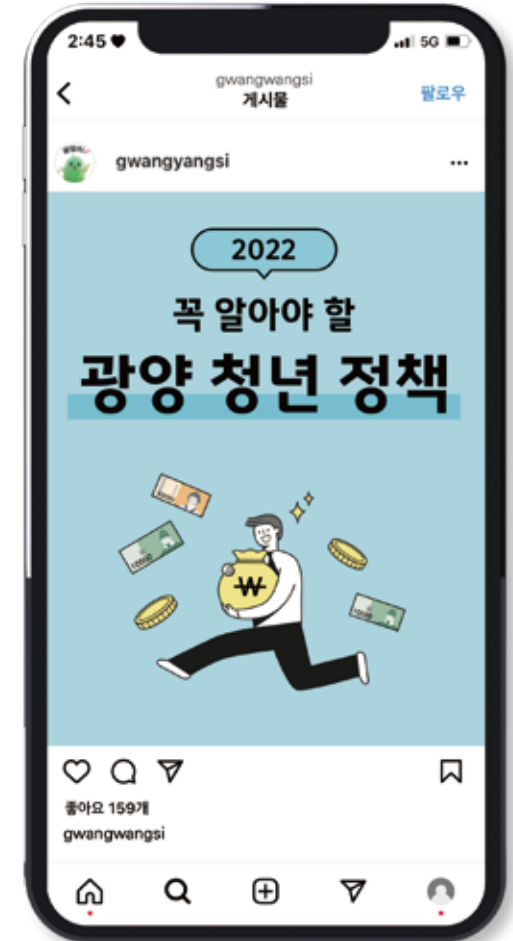 2:45
5G
gwangwangsi
게시물
팔로우
gwangyangsi
2022
꼭 알아야 할
광양 청년 정책
₩
좋아요 159개
gwangwangsi